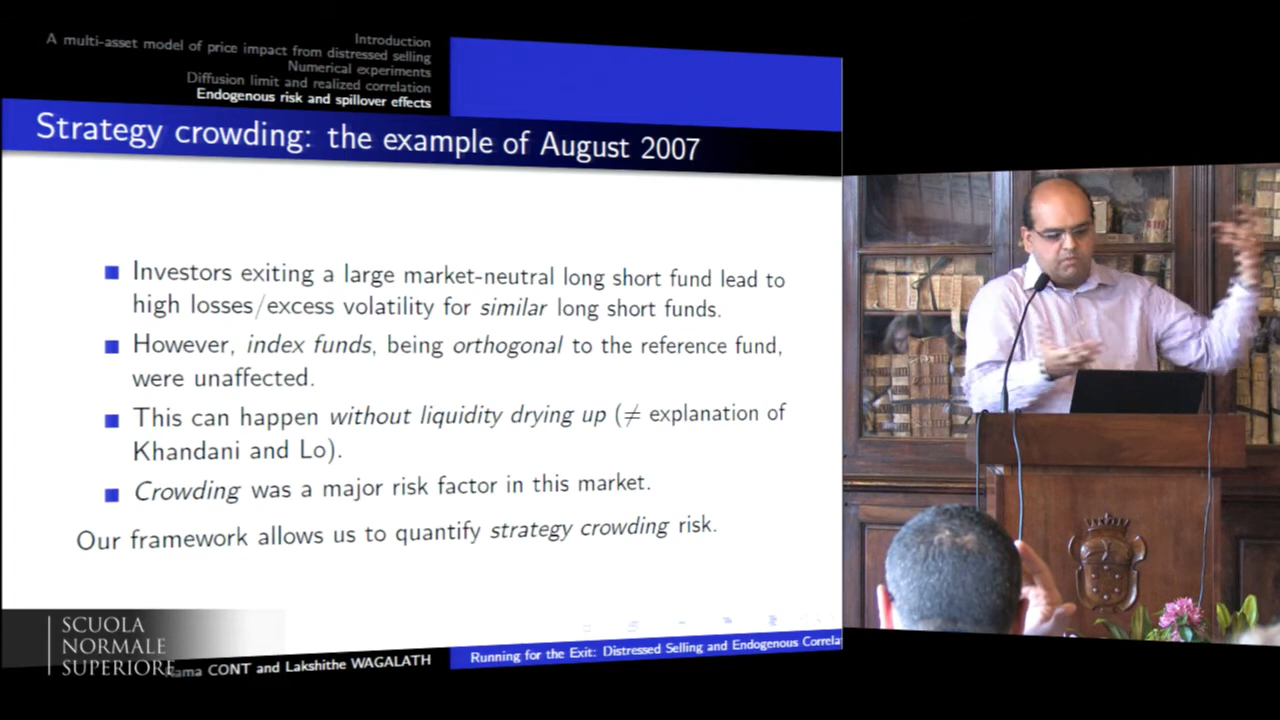 Introduction
A multi-asset model of price impact from distressed selling
Numerical experiments
Diffusion limit and realized correlation
Endogenous risk and spillover effects
Strategy crowding: the example of August 2007
Investors exiting a large market-neutral long short fund lead to
high losses/excess volatility for similar long short funds.
However, index funds, being orthogonal to the reference fund,
were unaffected.
This can happen without liquidity drying up (≠ explanation of
Khandani and Lo).
Crowding was a major risk factor in this market.
Our framework allows us to quantify strategy crowding risk.
SCUOLA
NORMALE
SUPERIORE
ama CONT and Lakshithe WAGALATH
Running for the Exit: Distressed Selling and Endogenous Correla